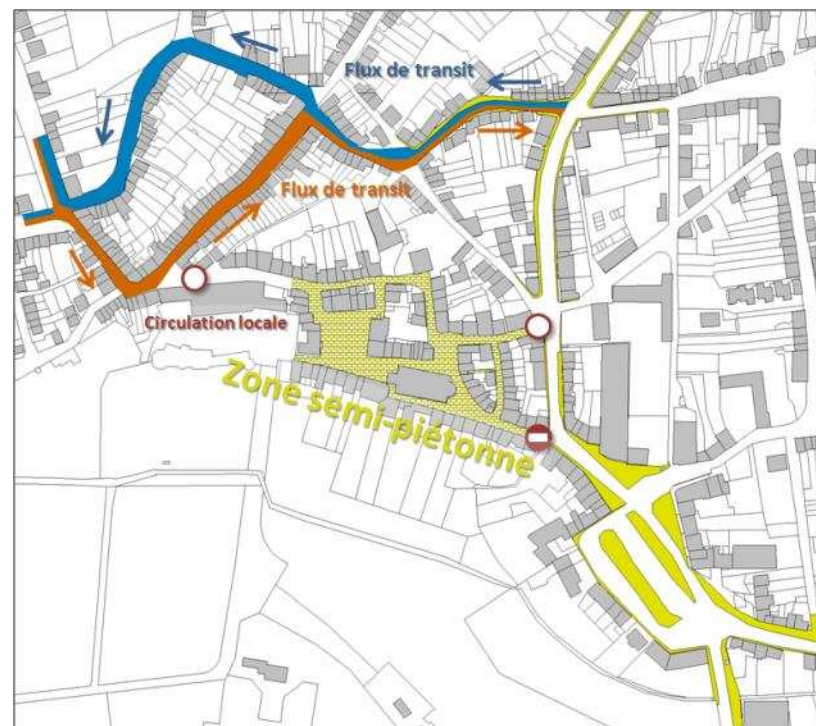 Flux de transit
Flux de transit
Circulation locale
Zone semi-piétonne